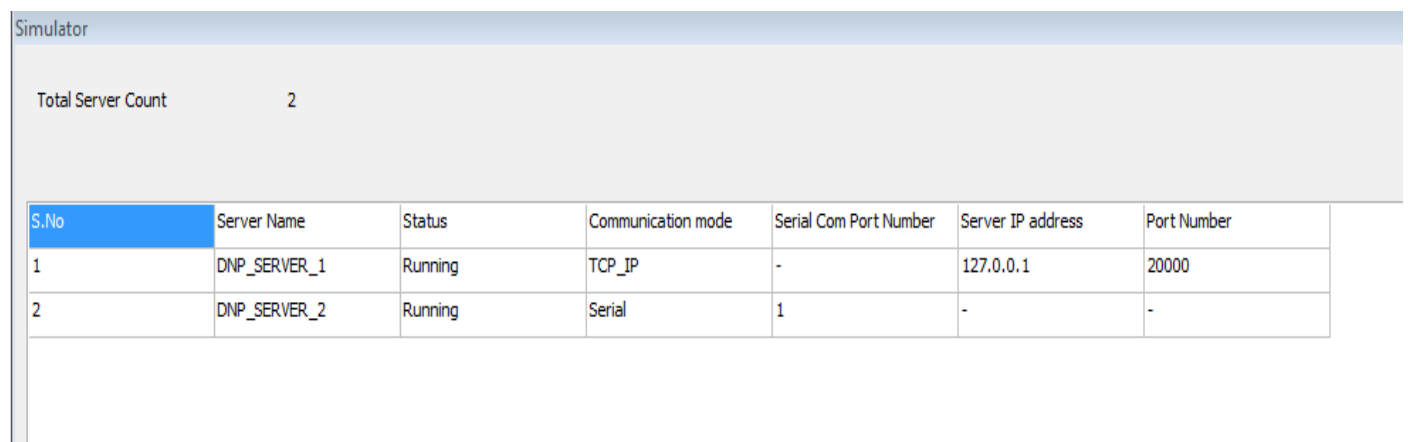 Simulator
Total Server Count 2
S.No Server Name Status Communication mode Serial Com Port Number Server IP address Port Number
1 DNP_SERVER_1 Running TCP_IP - 127.0.0.1 20000
2 DNP_SERVER_2 Running Serial 1 - -